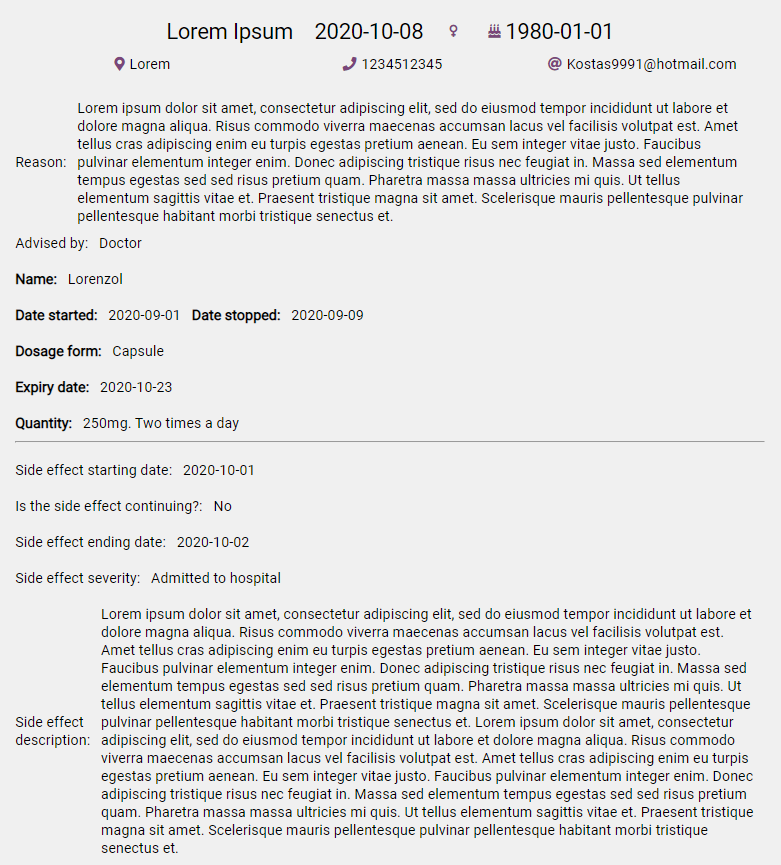 Lorem Ipsum 2020-10-08 ♀ 1980-01-01
Lorem 1234512345 @ Kostas9991@hotmail.com
Lorem ipsum dolor sit amet, consectetur adipiscing elit, sed do eiusmod tempor incididunt ut labore et
dolore magna aliqua. Risus commodo viverra maecenas accumsan lacus vel facilisis volutpat est. Amet
tellus cras adipiscing enim eu turpis egestas pretium aenean. Eu sem integer vitae justo. Faucibus
Reason: pulvinar elementum integer enim. Donec adipiscing tristique risus nec feugiat in. Massa sed elementum
tempus egestas sed sed risus pretium quam. Pharetra massa massa ultricies mi quis. Ut tellus
elementum sagittis vitae et. Praesent tristique magna sit amet. Scelerisque mauris pellentesque pulvinar
pellentesque habitant morbi tristique senectus et.
Advised by: Doctor
Name: Lorenzol
Date started: 2020-09-01 Date stopped: 2020-09-09
Dosage form: Capsule
Expiry date: 2020-10-23
Quantity: 250mg. Two times a day
Side effect starting date: 2020-10-01
Is the side effect continuing?: No
Side effect ending date: 2020-10-02
Side effect severity: Admitted to hospital
Lorem ipsum dolor sit amet, consectetur adipiscing elit, sed do eiusmod tempor incididunt ut labore et
dolore magna aliqua. Risus commodo viverra maecenas accumsan lacus vel facilisis volutpat est.
Amet tellus cras adipiscing enim eu turpis egestas pretium aenean. Eu sem integer vitae justo.
Faucibus pulvinar elementum integer enim. Donec adipiscing tristique risus nec feugiat in. Massa sed
elementum tempus egestas sed sed risus pretium quam. Pharetra massa massa ultricies mi quis. Ut
tellus elementum sagittis vitae et. Praesent tristique magna sit amet. Scelerisque mauris pellentesque
Side effect pulvinar pellentesque habitant morbi tristique senectus et. Lorem ipsum dolor sit amet, consectetur
description: adipiscing elit, sed do eiusmod tempor incididunt ut labore et dolore magna aliqua. Risus commodo
viverra maecenas accumsan lacus vel facilisis volutpat est. Amet tellus cras adipiscing enim eu turpis
egestas pretium aenean. Eu sem integer vitae justo. Faucibus pulvinar elementum integer enim. Donec
adipiscing tristique risus nec feugiat in. Massa sed elementum tempus egestas sed sed risus pretium
quam. Pharetra massa massa ultricies mi quis. Ut tellus elementum sagittis vitae et. Praesent tristique
magna sit amet. Scelerisque mauris pellentesque pulvinar pellentesque habitant morbi tristique
senectus et.